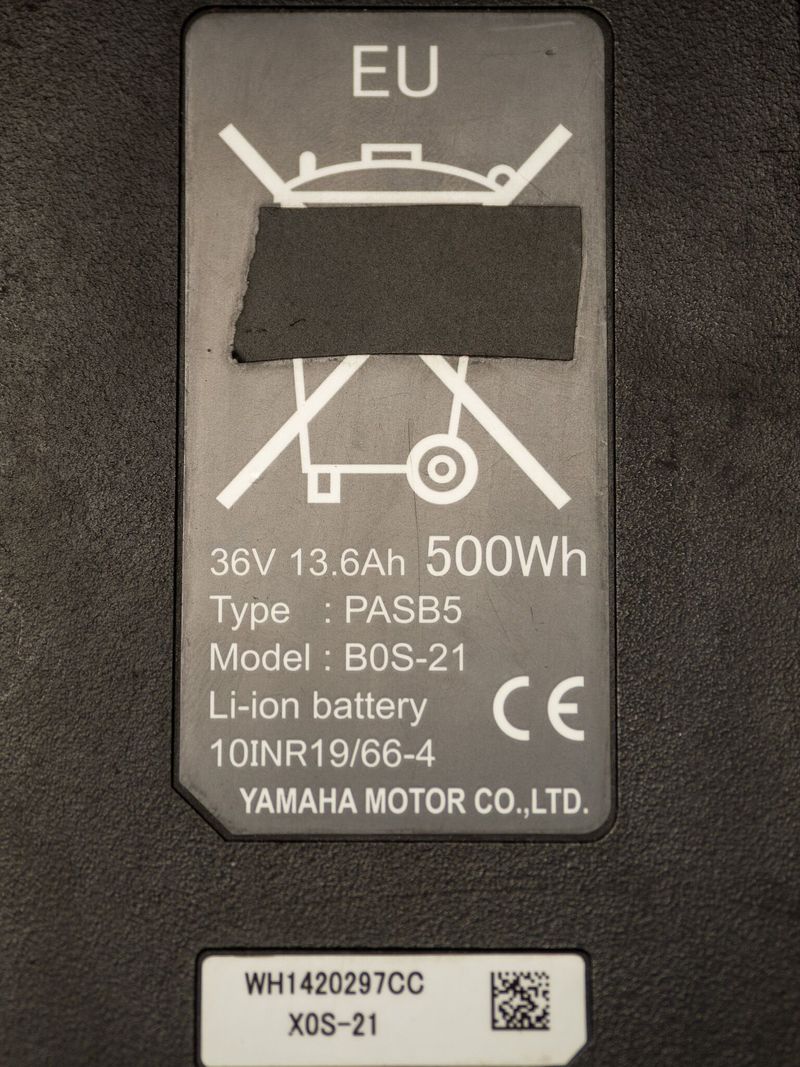 EU
36V 13.6Ah 500Wh
Type : PASB5
Model : B0S-21
Li-ion battery
CE
10INR19/66-4
YAMAHA MOTOR CO.,LTD.
WH1420297CC
X0S-21